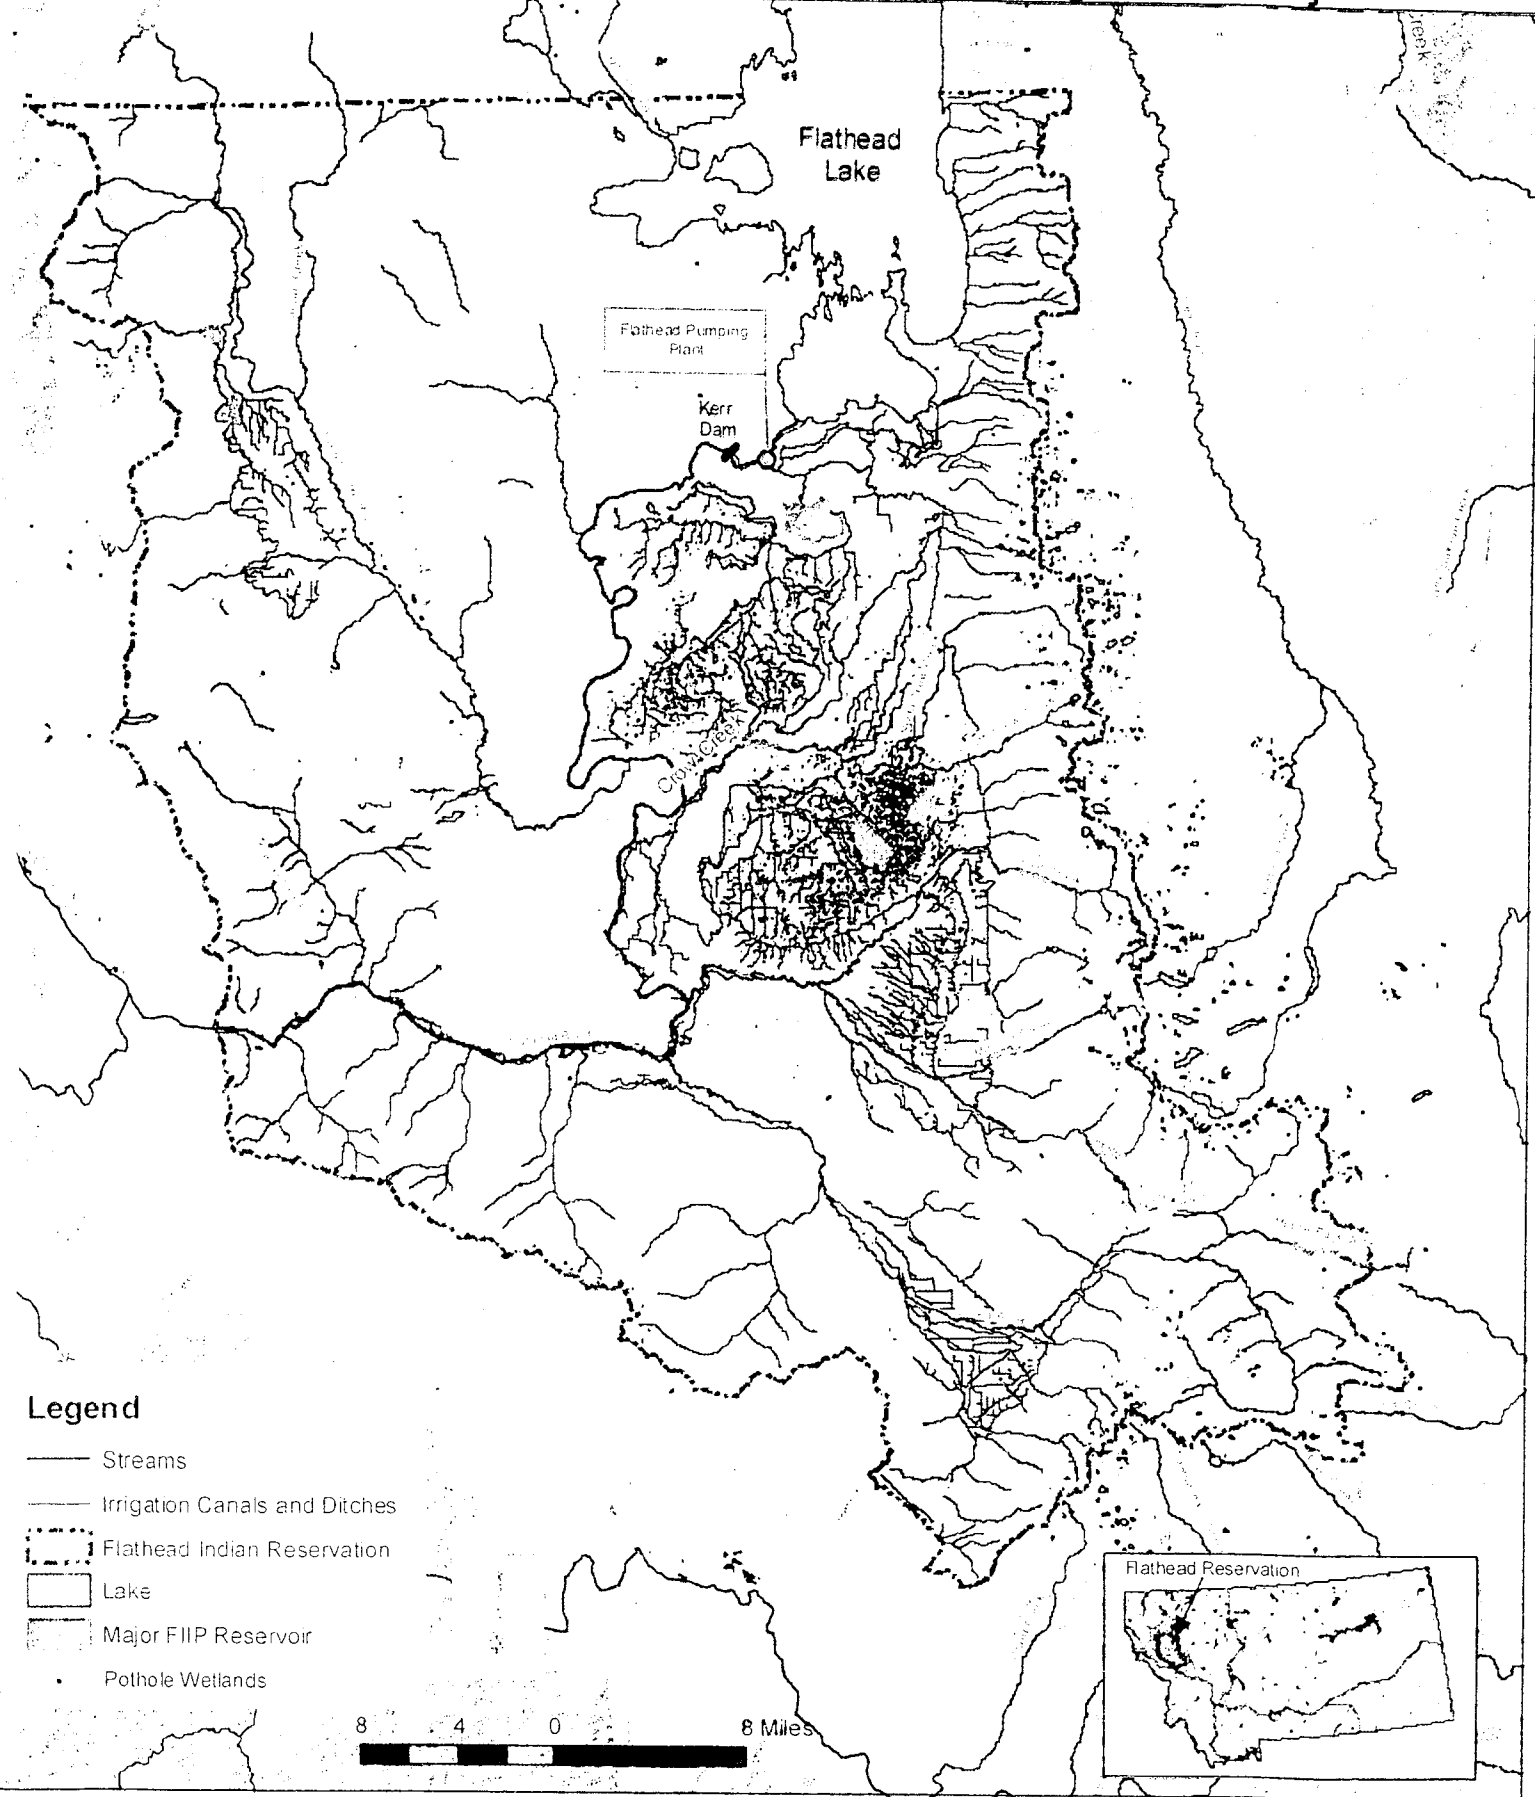 reek
Flathead
Lake
Flathead Pumping
Plant
Kerr
Dam
Crow Creek
Legend
Streams
Irrigation Canals and Ditches
Flathead Indian Reservation
Lake
Major FIIP Reservoir
Pothole Wetlands
8 4 0 8 Miles
Flathead Reservation